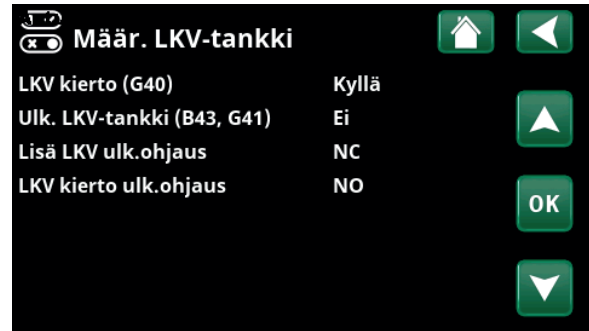 Määr. LKV-tankki
LKV kierto (G40) Kyllä
Ulk. LKV-tankki (B43, G41) Ei
Lisä LKV ulk.ohjaus NC
LKV kierto ulk.ohjaus NO
OK